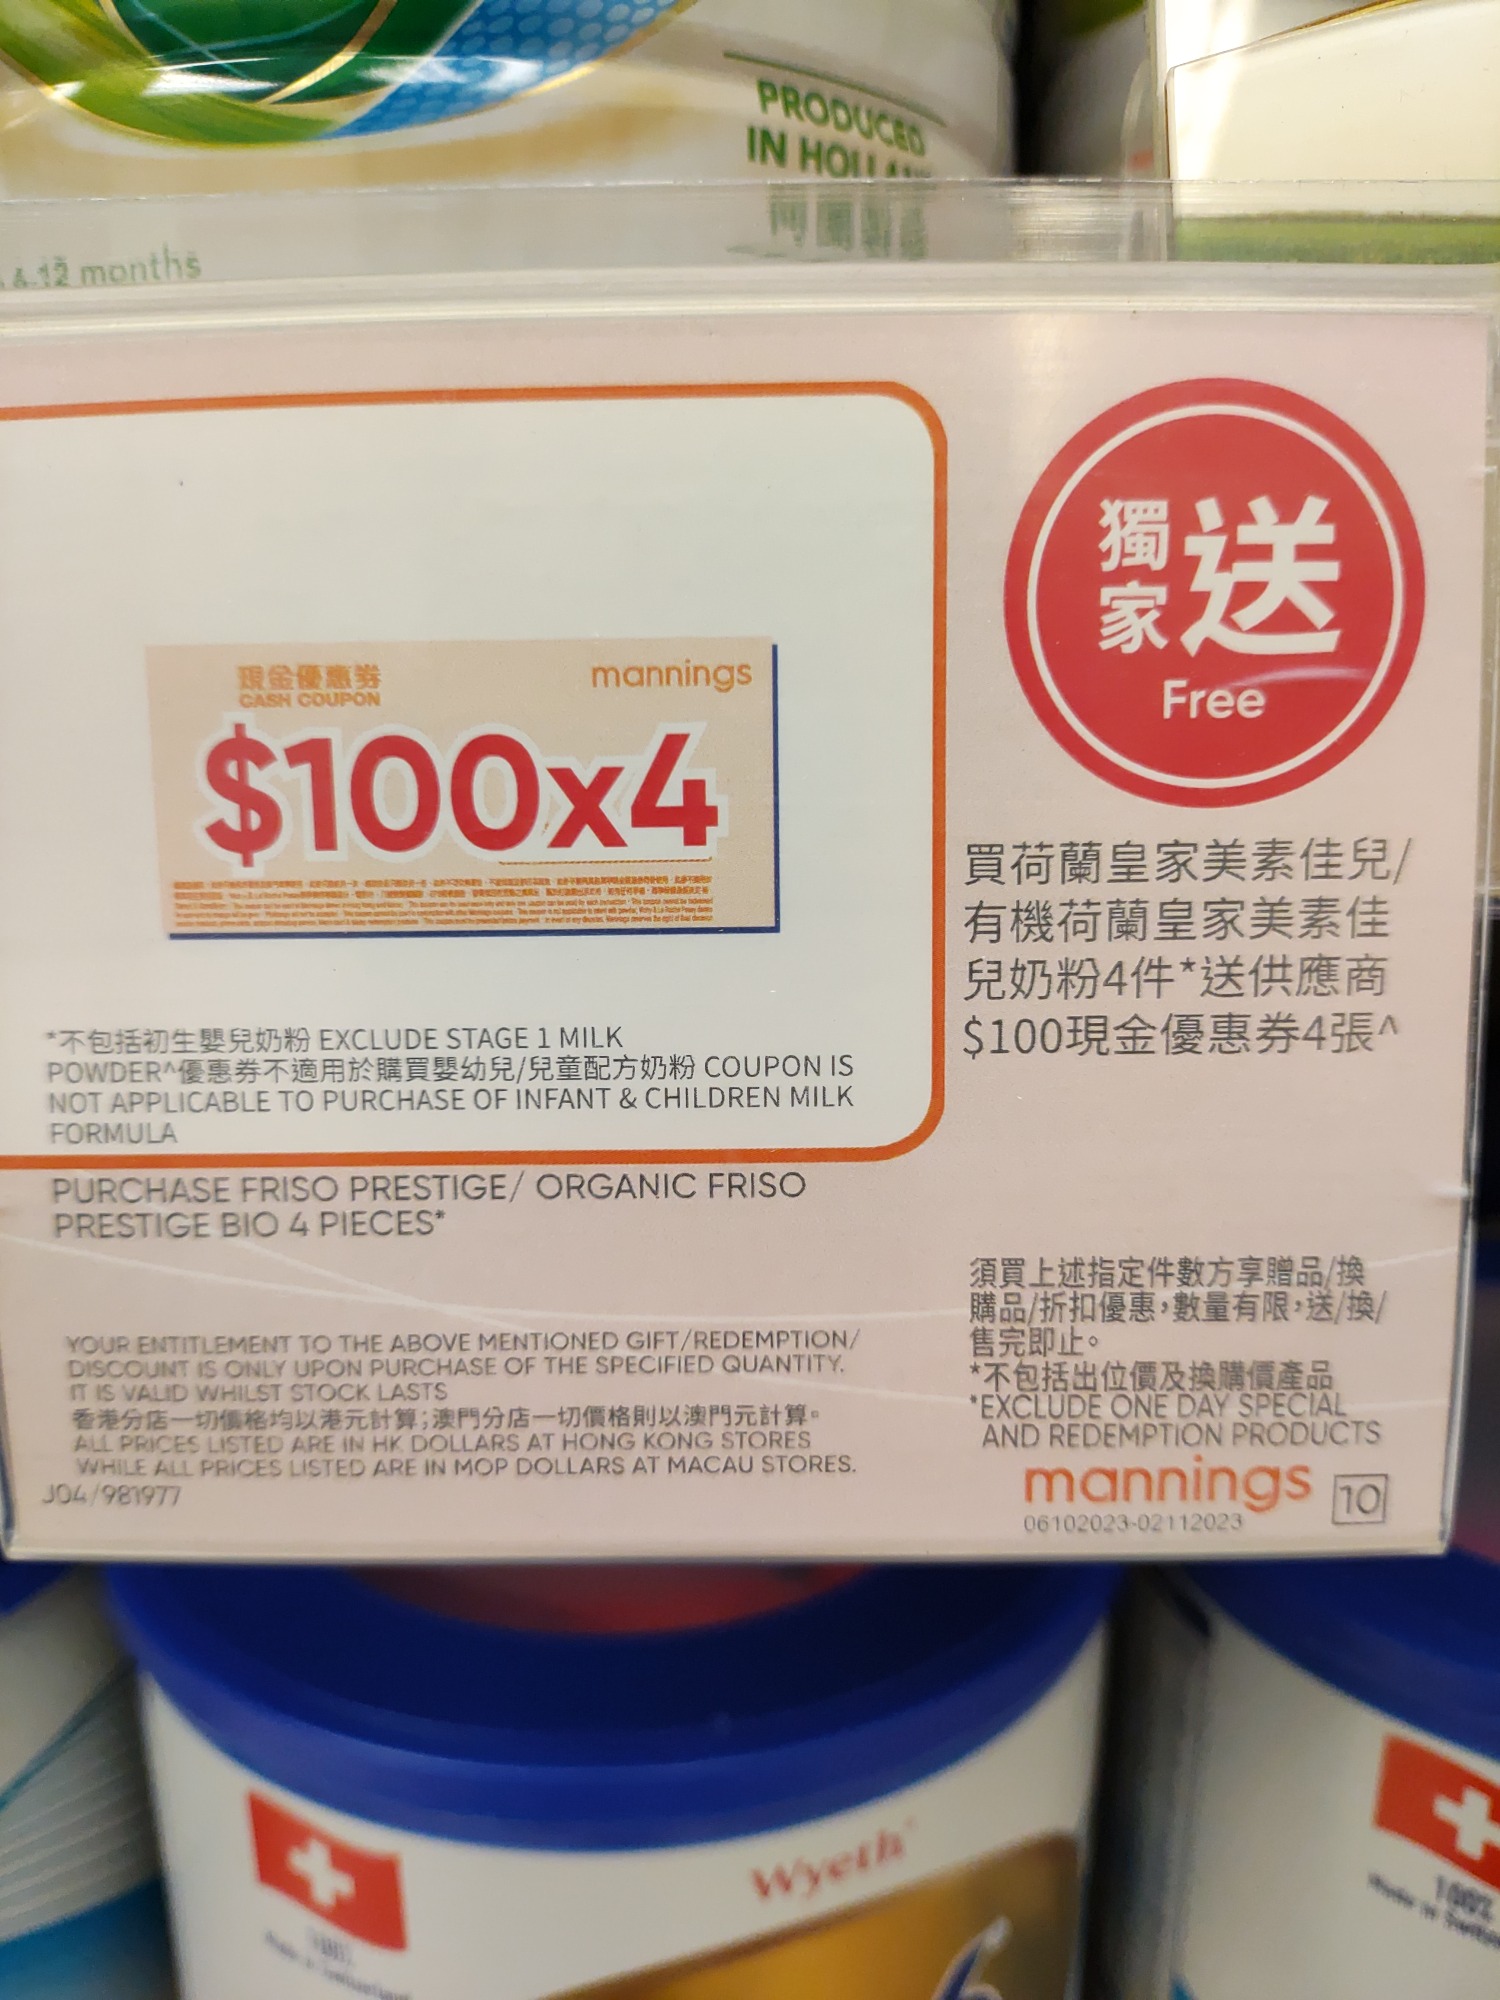 PRODUCED
IN HOLLAN
6-12 months
獨家送
Free
現金優惠券
CASH COUPON
mannings
$100x4
買荷蘭皇家美素佳兒/
有機荷蘭皇家美素佳
兒奶粉4件*送供應商
$100現金優惠券4張^
*不包括初生嬰兒奶粉 EXCLUDE STAGE 1 MILK
POWDER^優惠券不適用於購買嬰幼兒/兒童配方奶粉 COUPON IS
NOT APPLICABLE TO PURCHASE OF INFANT & CHILDREN MILK
FORMULA
PURCHASE FRISO PRESTIGE/ ORGANIC FRISO
PRESTIGE BIO 4 PIECES*
YOUR ENTITLEMENT TO THE ABOVE MENTIONED GIFT/REDEMPTION/
DISCOUNT IS ONLY UPON PURCHASE OF THE SPECIFIED QUANTITY.
IT IS VALID WHILST STOCK LASTS
香港分店一切價格均以港元計算;澳門分店一切價格則以澳門元計算。
ALL PRICES LISTED ARE IN HK DOLLARS AT HONG KONG STORES
WHILE ALL PRICES LISTED ARE IN MOP DOLLARS AT MACAU STORES.
J04/981977
須買上述指定件數方享贈品/換
購品/折扣優惠,數量有限,送/換/
售完即止。
*不包括出位價及換購價產品
*EXCLUDE ONE DAY SPECIAL
AND REDEMPTION PRODUCTS
mannings
10
06102023-02112023
Wyeth
100%
100%